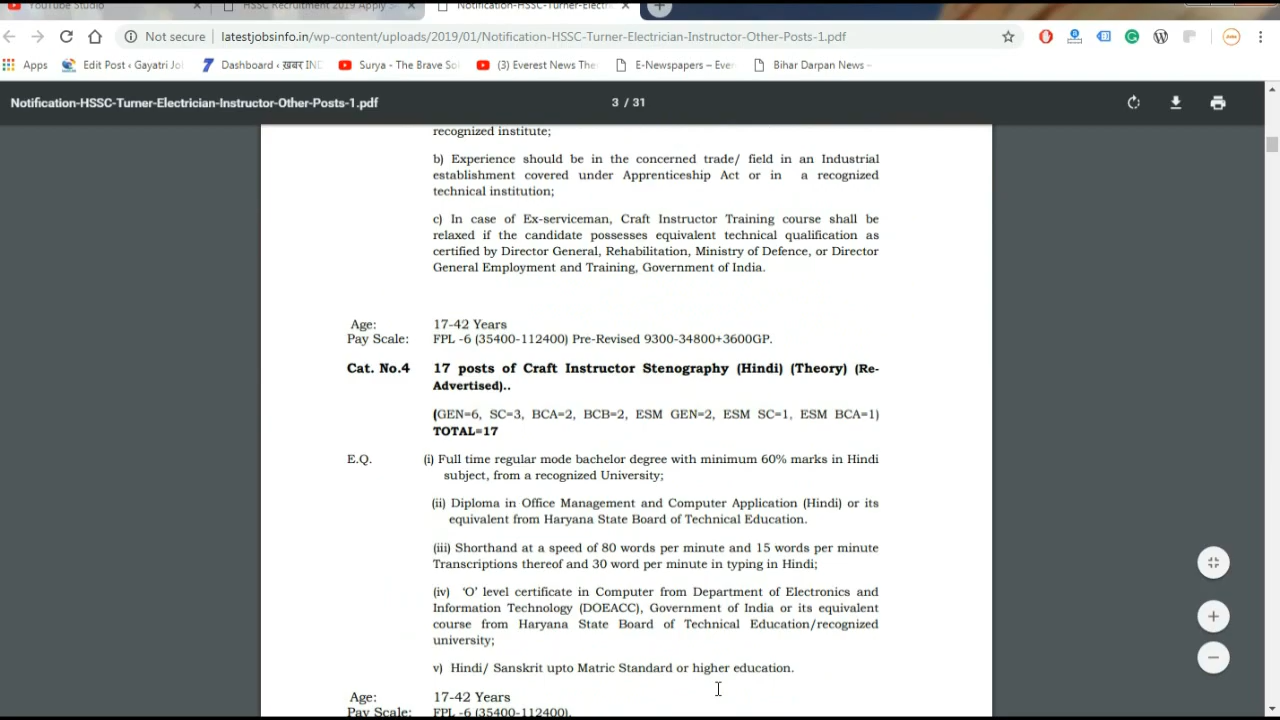 YouTube Studio
HSSC Recruitment 2019 Apply
Notification-HSSC-Turner-Electri
Not secure
latestjobsinfo.in/wp-content/uploads/2019/01/Notification-HSSC-Turner-Electrician-Instructor-Other-Posts-1.pdf
Apps
Edit Post ‹ Gayatri Jo
Dashboard ‹ ख़बर IND
Surya - The Brave So
(3) Everest News The
E-Newspapers – Eve
Bihar Darpan News –
Notification-HSSC-Turner-Electrician-Instructor-Other-Posts-1.pdf
3 / 31
recognized institute;
b) Experience should be in the concerned trade/ field in an Industrial
establishment covered under Apprenticeship Act or in a recognized
technical institution;
c) In case of Ex-serviceman, Craft Instructor Training course shall be
relaxed if the candidate possesses equivalent technical qualification as
certified by Director General, Rehabilitation, Ministry of Defence, or Director
General Employment and Training, Government of India.
Age: 17-42 Years
Pay Scale: FPL -6 (35400-112400) Pre-Revised 9300-34800+3600GP.
Cat. No.4 17 posts of Craft Instructor Stenography (Hindi) (Theory) (Re-
Advertised)..
(GEN=6, SC=3, BCA=2, BCB=2, ESM GEN=2, ESM SC=1, ESM BCA=1)
TOTAL=17
E.Q. (i) Full time regular mode bachelor degree with minimum 60% marks in Hindi
subject, from a recognized University;
(ii) Diploma in Office Management and Computer Application (Hindi) or its
equivalent from Haryana State Board of Technical Education.
(iii) Shorthand at a speed of 80 words per minute and 15 words per minute
Transcriptions thereof and 30 word per minute in typing in Hindi;
(iv) ‘O’ level certificate in Computer from Department of Electronics and
Information Technology (DOEACC), Government of India or its equivalent
course from Haryana State Board of Technical Education/recognized
university;
v) Hindi/ Sanskrit upto Matric Standard or higher education.
Age: 17-42 Years
Pay Scale: FPL -6 (35400-112400).